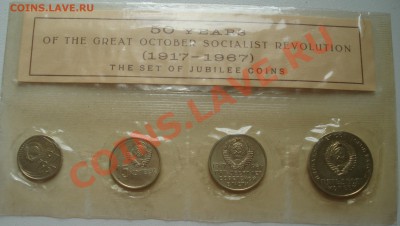 COINS.LAVE.RU
50 YEARS
OF THE GREAT OCTOBER SOCIALIST REVOLUTION
(1917-1967)
THE SET OF JUBILEE COINS
COINS.LAVE.RU